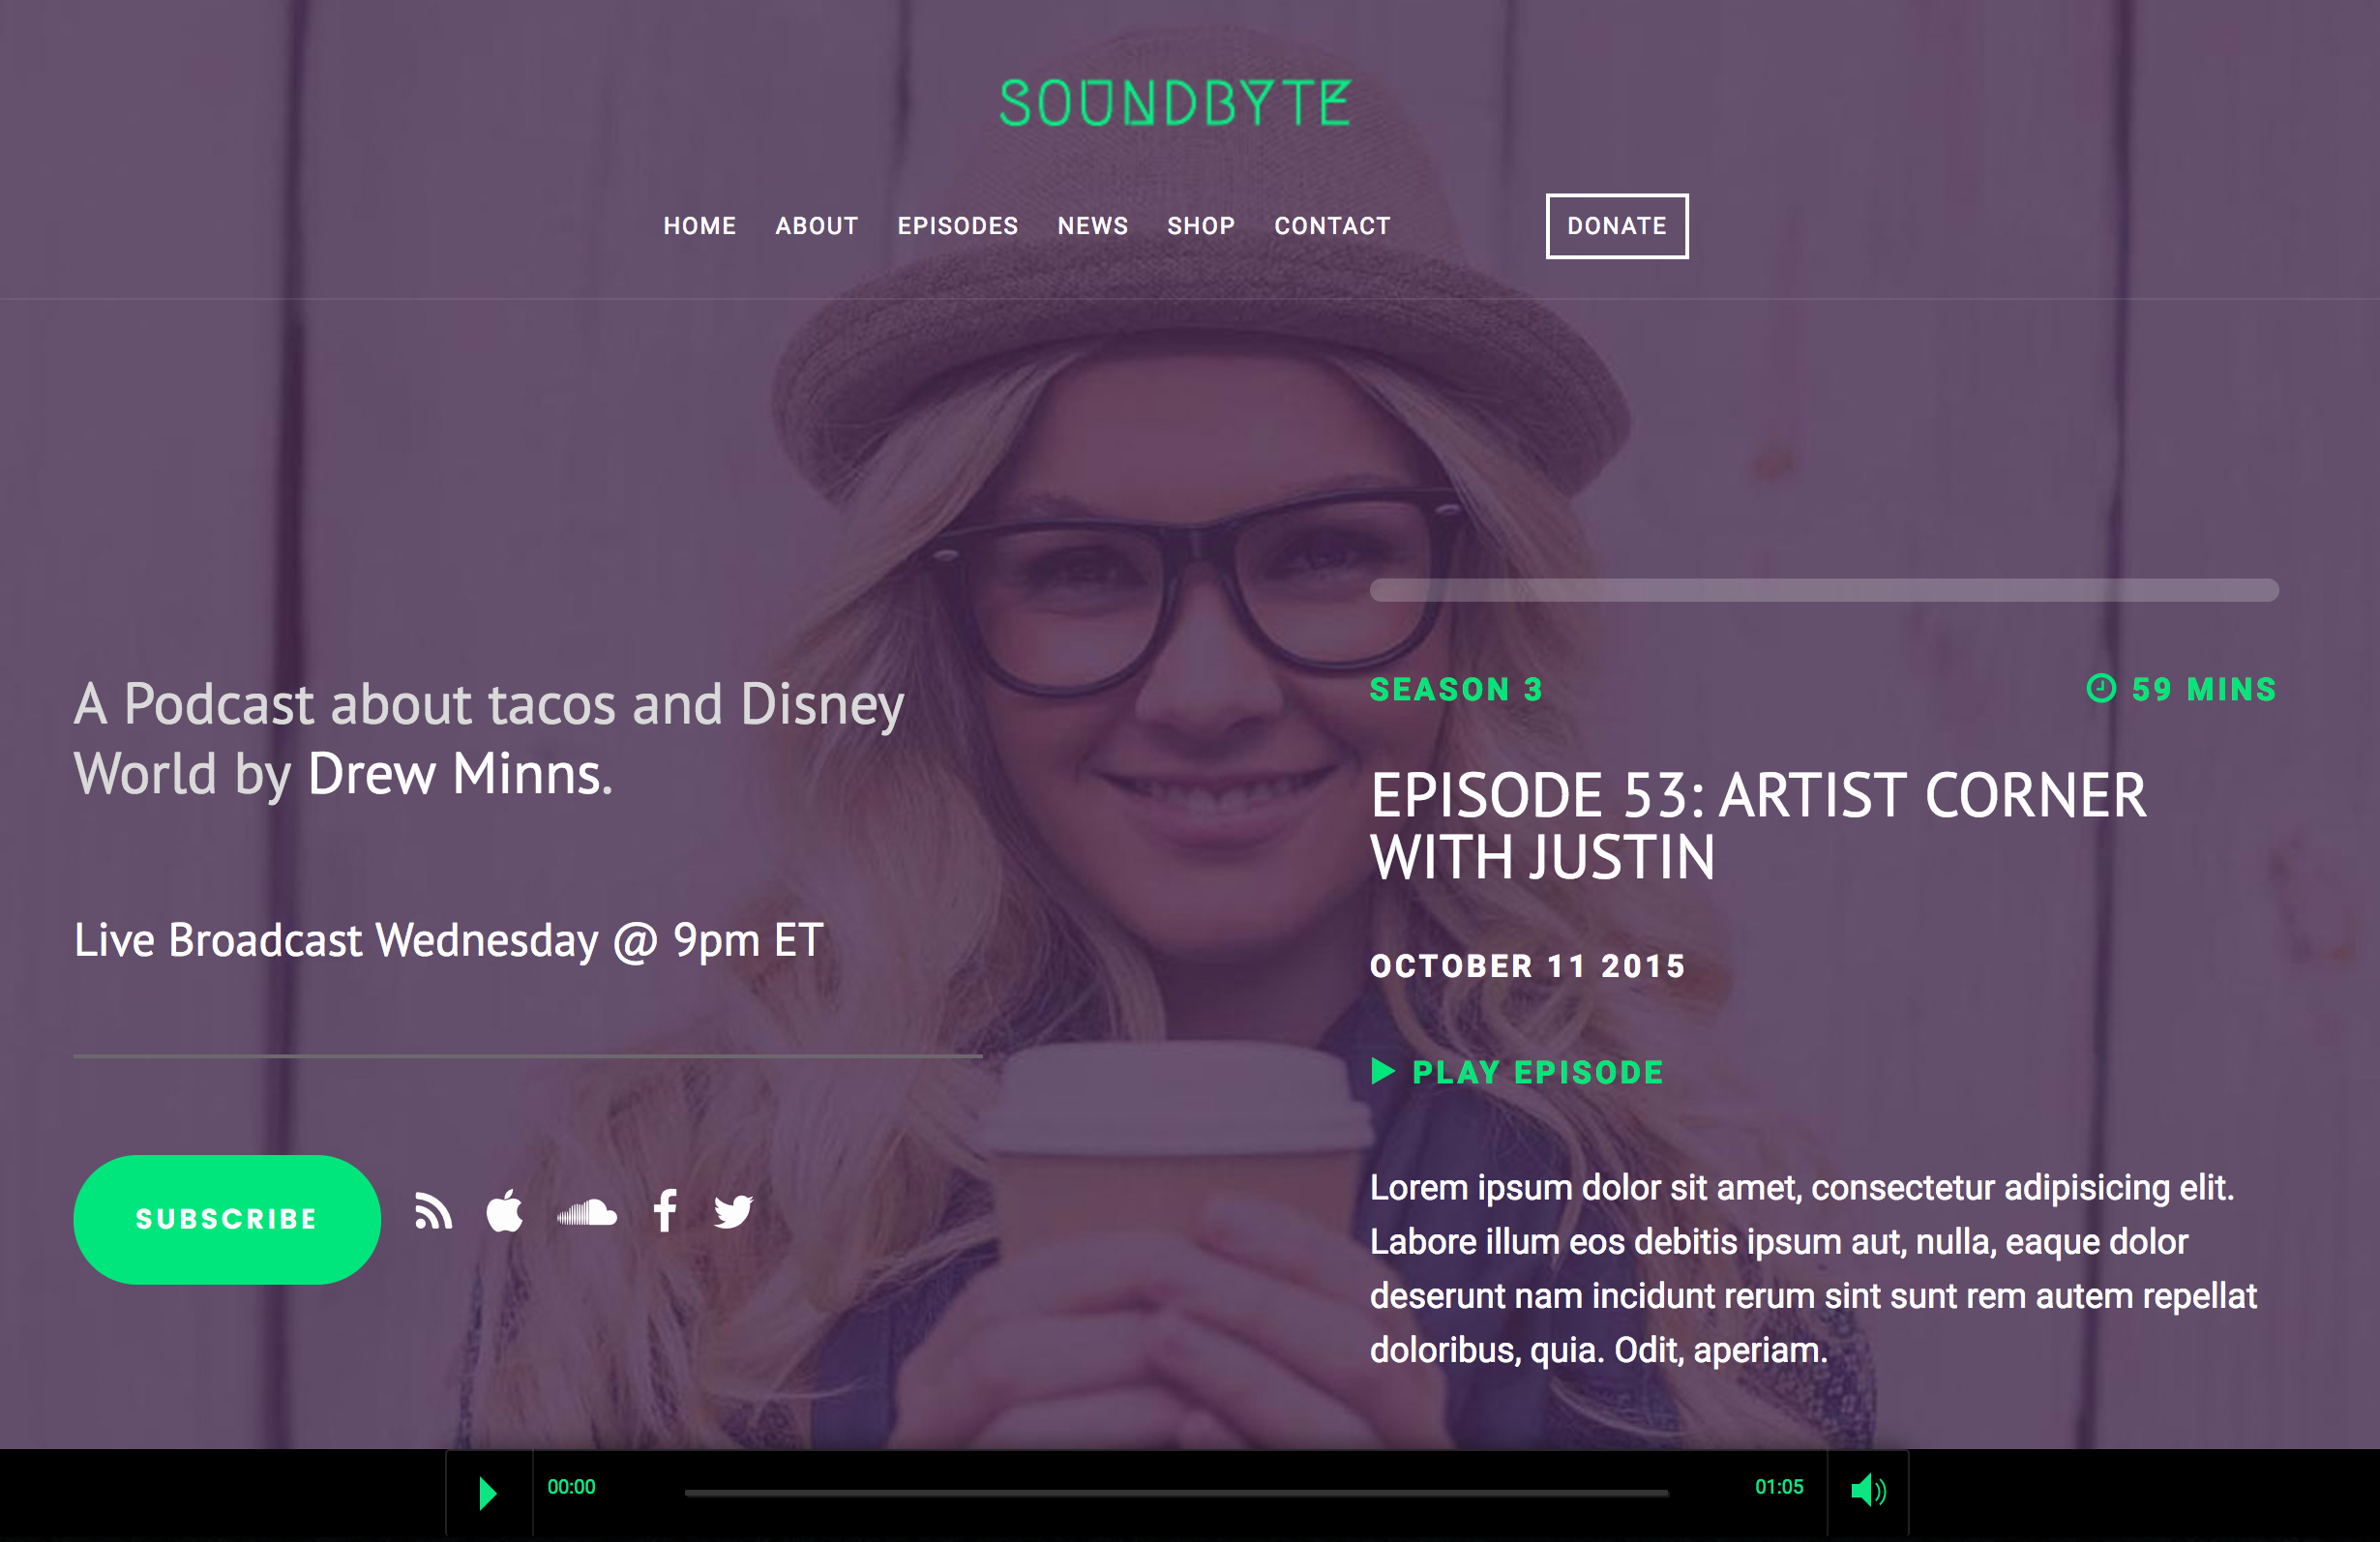 SOUNDBYTE
HOME ABOUT EPISODES NEWS SHOP CONTACT DONATE
A Podcast about tacos and Disney
World by Drew Minns.
Live Broadcast Wednesday @ 9pm ET
SUBSCRIBE
SEASON 3 59 MINS
EPISODE 53: ARTIST CORNER
WITH JUSTIN
OCTOBER 11 2015
PLAY EPISODE
Lorem ipsum dolor sit amet, consectetur adipisicing elit.
Labore illum eos debitis ipsum aut, nulla, eaque dolor
deserunt nam incidunt rerum sint sunt rem autem repellat
doloribus, quia. Odit, aperiam.
00:00 01:05